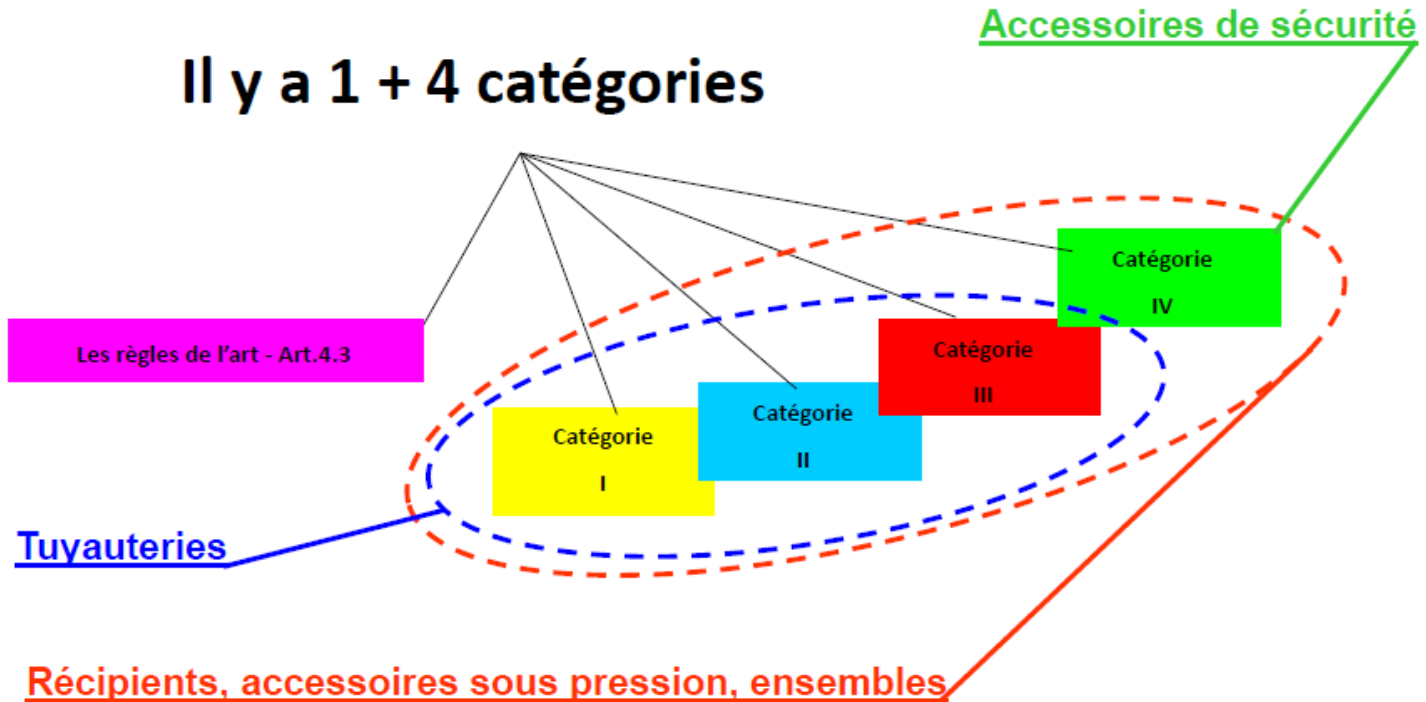 Accessoires de sécurité
Il y a 1 + 4 catégories
Catégorie
IV
Les règles de l’art - Art.4.3
Catégorie
III
Catégorie
II
Catégorie
I
Tuyauteries
Récipients, accessoires sous pression, ensembles